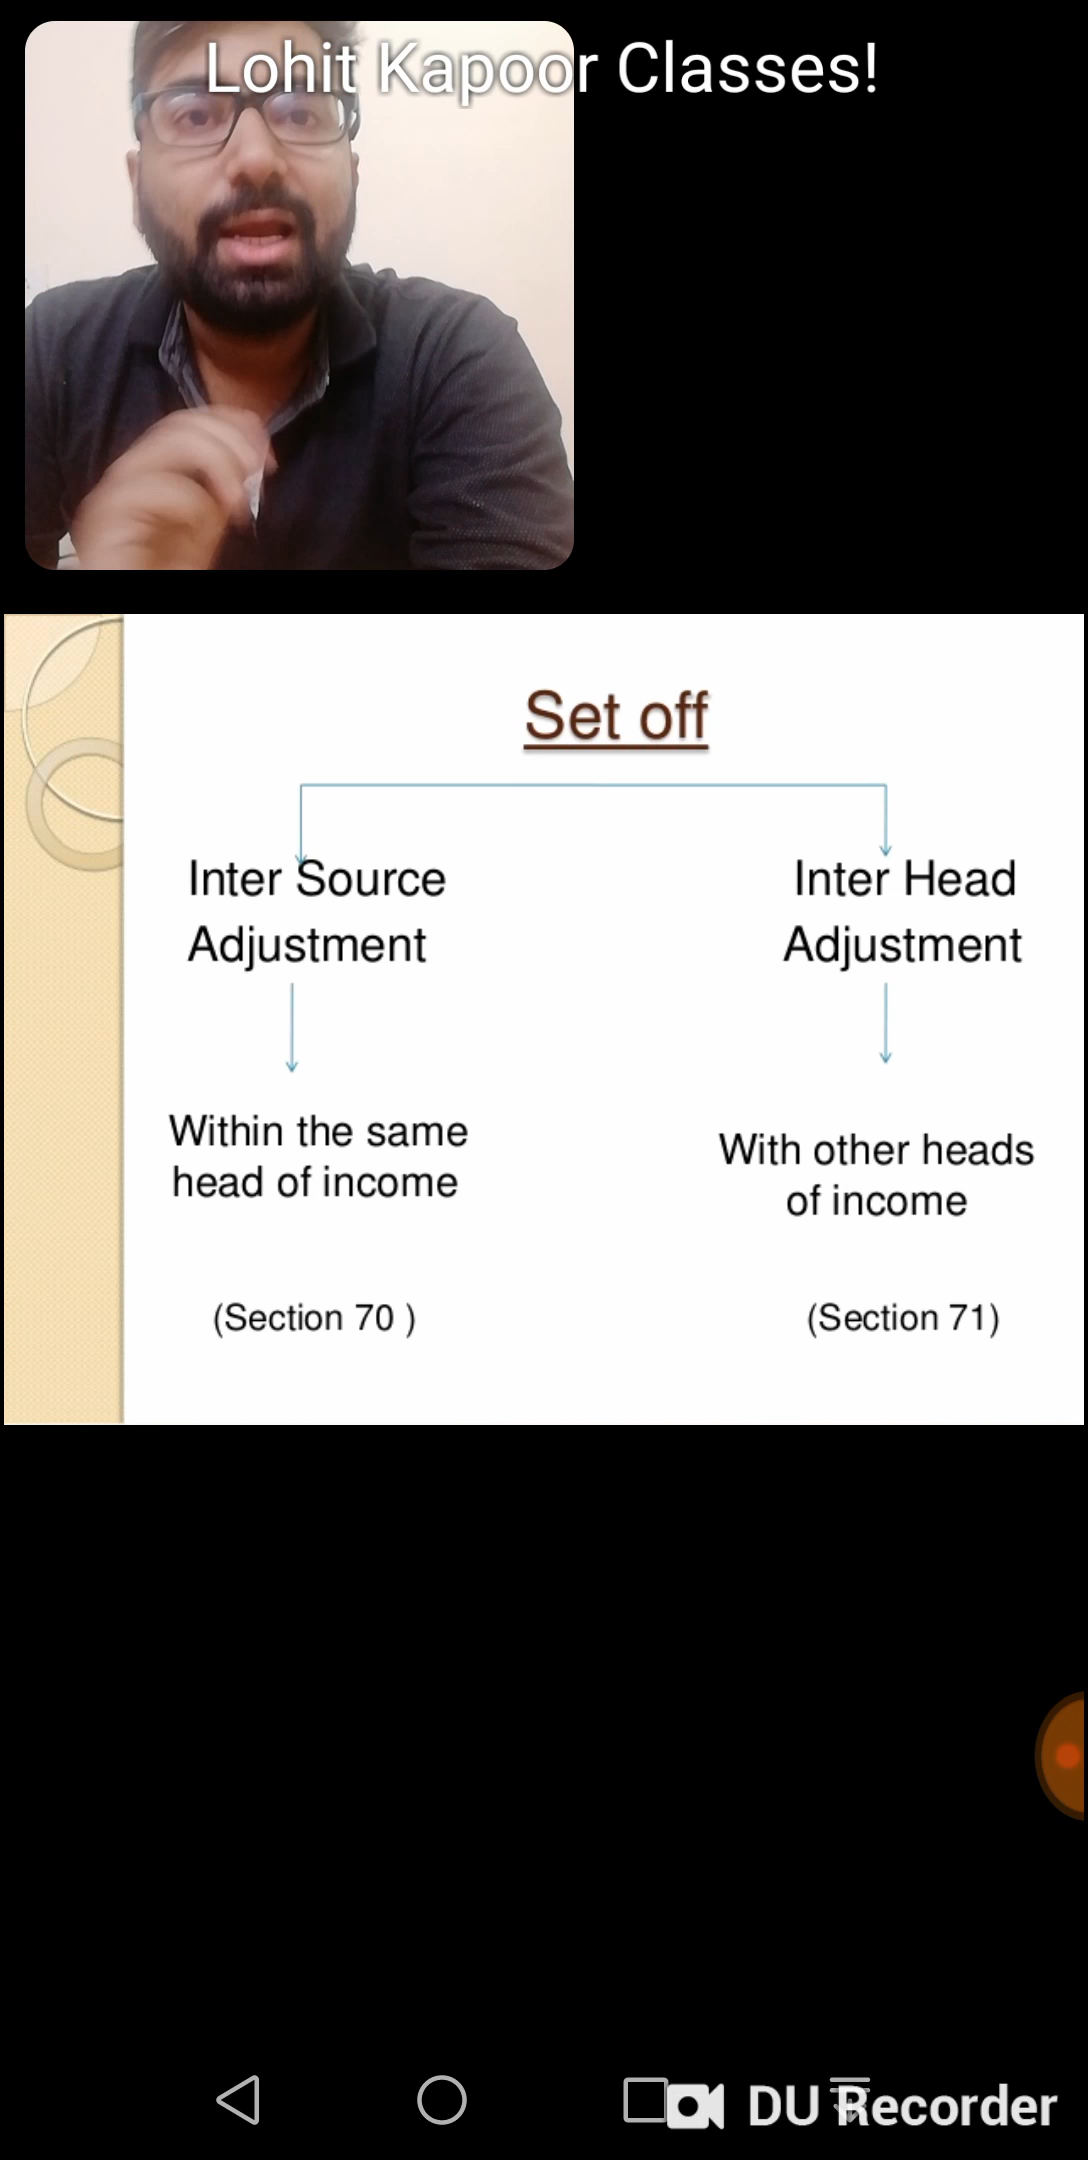 Lohit Kapoor Classes!
Set off
Inter Source
Adjustment
Within the same
head of income
(Section 70 )
Inter Head
Adjustment
With other heads
of income
(Section 71)
DU Recorder